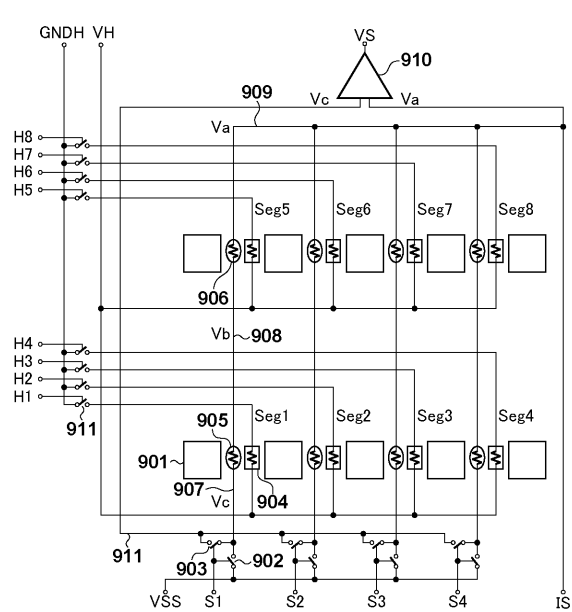 GNDH VH VS
910
Vc Va
909
Va
H8
H7
H6
H5
Seg5 Seg6 Seg7 Seg8
906
Vb 908
H4
H3
H2
H1
911 905 Seg1 Seg2 Seg3 Seg4
901
907 904
Vc
911 903 902
VSS S1 S2 S3 S4 IS